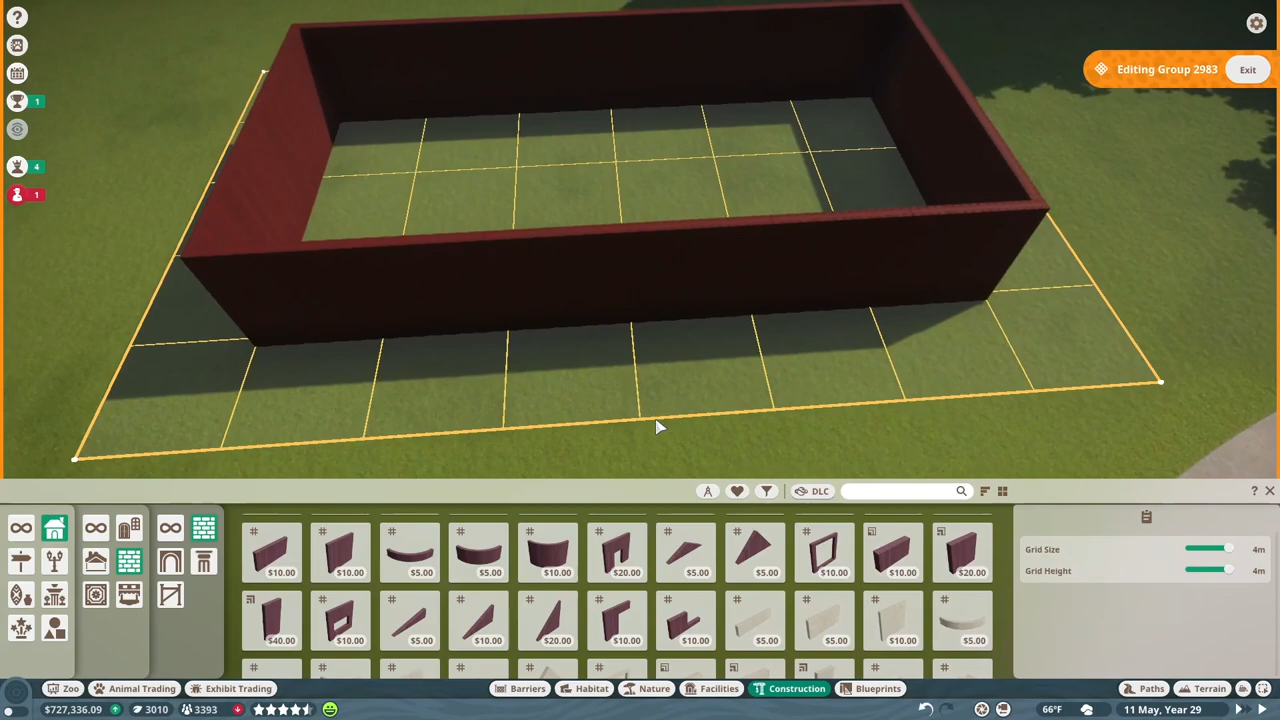 ?
Editing Group 2983
Exit
1
4
1
DLC
?
$10.00
$10.00
$5.00
$5.00
$10.00
$20.00
$5.00
$5.00
$10.00
$10.00
$20.00
Grid Size
4m
Grid Height
4m
$40.00
$10.00
$5.00
$10.00
$20.00
$10.00
$10.00
$5.00
$5.00
$10.00
$5.00
Zoo
Animal Trading
Exhibit Trading
Barriers
Habitat
Nature
Facilities
Construction
Blueprints
Paths
Terrain
$727,336.09
3010
3393
66°F
11 May, Year 29